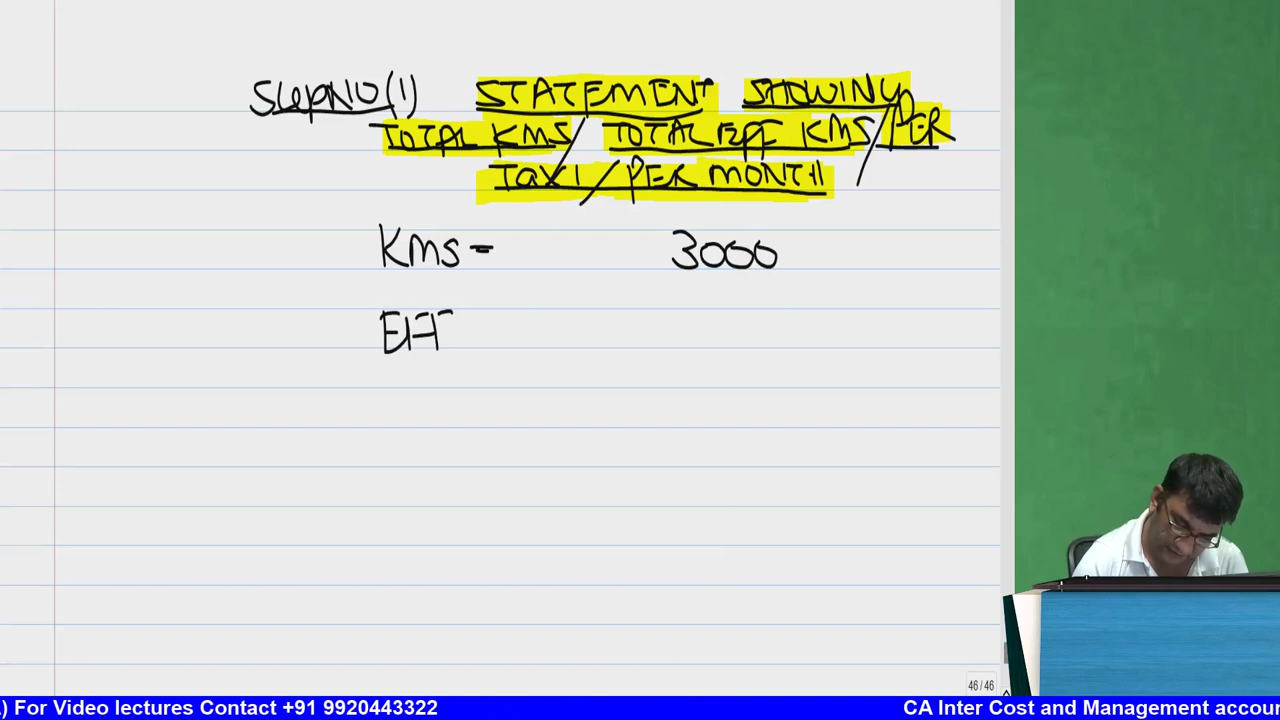 StepNO(1) STATEMENT SHOWING
TOTAL KMS / TOTAL EFF KMS / PER
TAXI / PER MONTH
KMS = 3000
EFF
46/46
) For Video lectures Contact +91 9920443322
CA Inter Cost and Management accoun